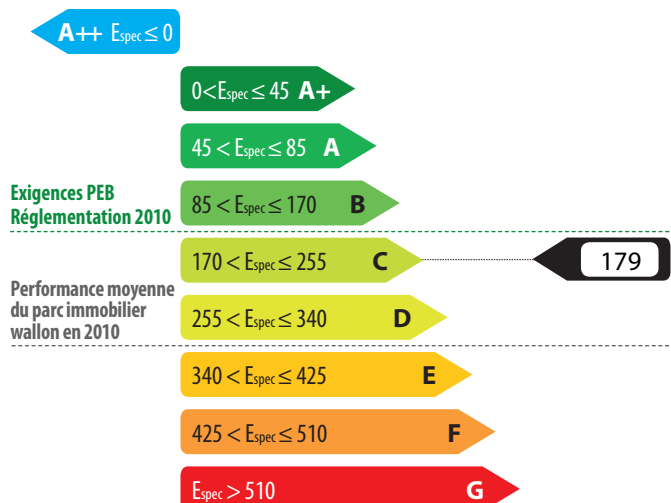 A++ Espec ≤ 0
0<Espec ≤ 45 A+
45 < Espec ≤ 85 A
Exigences PEB
Réglementation 2010
85 < Espec ≤ 170 B
170 < Espec ≤ 255 C
179
Performance moyenne
du parc immobilier
wallon en 2010
255 < Espec ≤ 340 D
340 < Espec ≤ 425 E
425 < Espec ≤ 510 F
Espec > 510 G